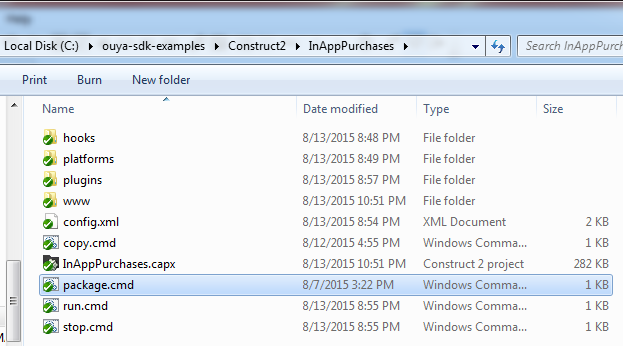 Help
Local Disk (C:) ouya-sdk-examples Construct2 InAppPurchases Search InAppPurch
Print Burn New folder
Name Date modified Type Size
hooks 8/13/2015 8:48 PM File folder
platforms 8/13/2015 8:49 PM File folder
plugins 8/13/2015 8:57 PM File folder
www 8/13/2015 10:51 PM File folder
config.xml 8/13/2015 8:54 PM XML Document 2 KB
copy.cmd 8/12/2015 4:55 PM Windows Comma... 1 KB
InAppPurchases.capx 8/13/2015 10:51 PM Construct 2 project 282 KB
package.cmd 8/7/2015 3:22 PM Windows Comma... 1 KB
run.cmd 8/13/2015 8:55 PM Windows Comma... 1 KB
stop.cmd 8/13/2015 8:55 PM Windows Comma... 1 KB